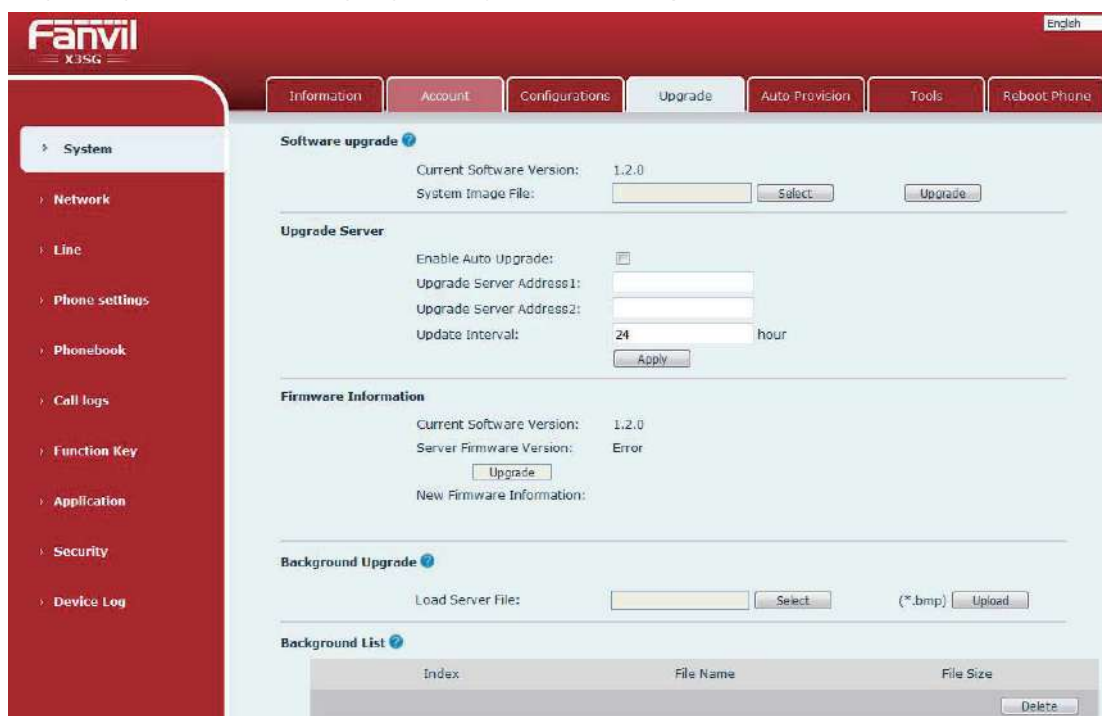 English
Fanvil
X3SG
Information Account Configurations Upgrade Auto Provision Tools Reboot Phone
› System
› Network
› Line
› Phone settings
› Phonebook
› Call logs
› Function Key
› Application
› Security
› Device Log
Software upgrade ?
Current Software Version: 1.2.0
System Image File: Select Upgrade
Upgrade Server
Enable Auto Upgrade:
Upgrade Server Address1:
Upgrade Server Address2:
Update Interval: 24 hour
Apply
Firmware Information
Current Software Version: 1.2.0
Server Firmware Version: Error
Upgrade
New Firmware Information:
Background Upgrade ?
Load Server File: Select (*.bmp) Upload
Background List ?
Index File Name File Size
Delete